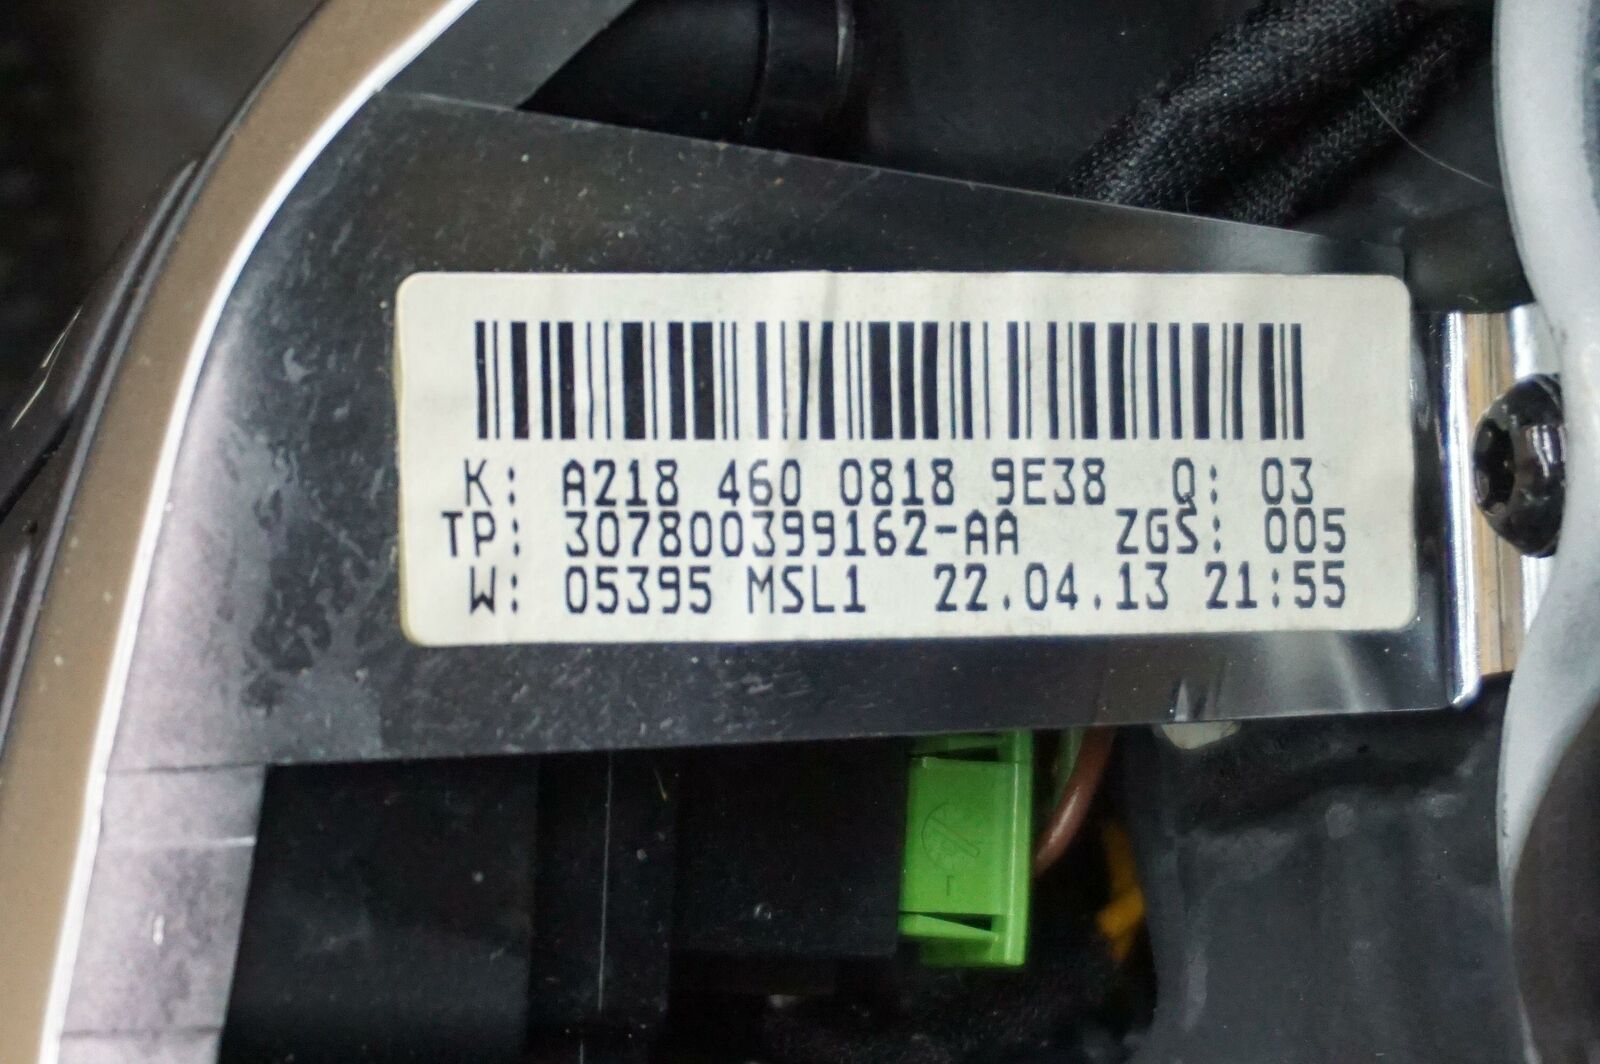 K: A218 460 0818 9E38 Q: 03
TP: 307800399162-AA ZGS: 005
W: 05395 MSL1 22.04.13 21:55